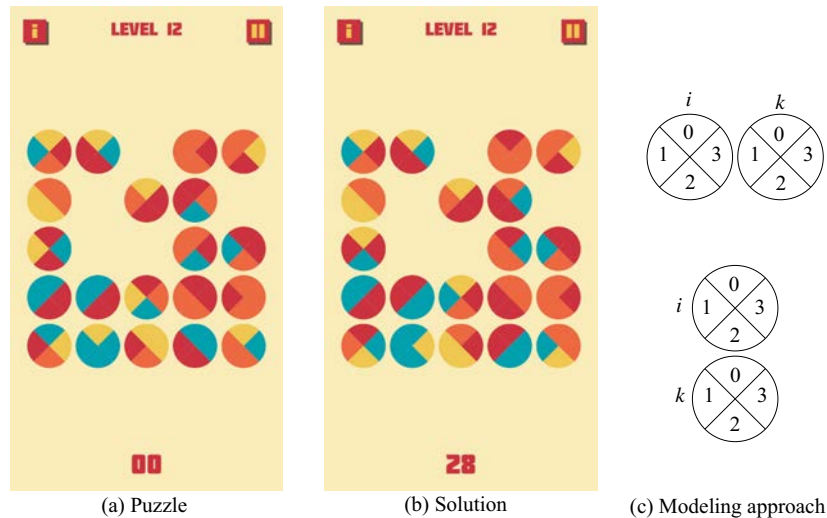 i LEVEL 12
00
(a) Puzzle
i LEVEL 12
28
(b) Solution
i k
0 0
1 3 1 3
2 2
0
i 1 3
2
0
k 1 3
2
(c) Modeling approach